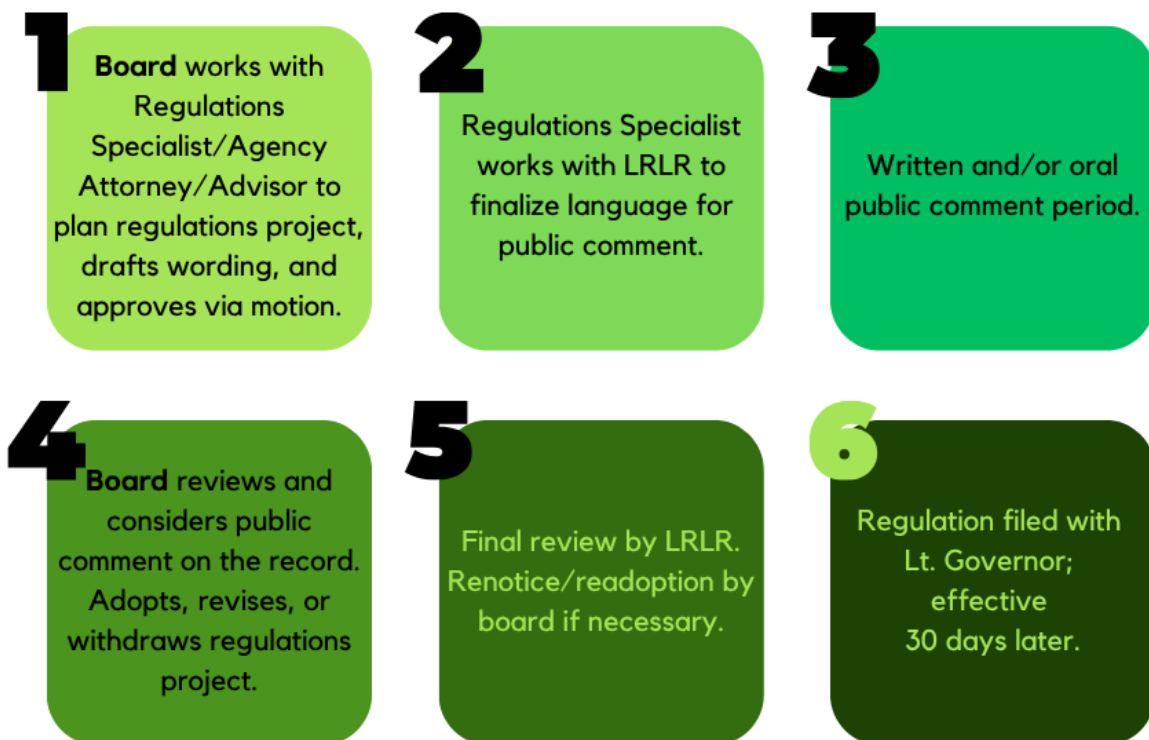 1
Board works with
Regulations
Specialist/Agency
Attorney/Advisor to
plan regulations project,
drafts wording, and
approves via motion.
2
Regulations Specialist
works with LRLR to
finalize language for
public comment.
3
Written and/or oral
public comment period.
4
Board reviews and
considers public
comment on the record.
Adopts, revises, or
withdraws regulations
project.
5
Final review by LRLR.
Renotice/readoption by
board if necessary.
6
Regulation filed with
Lt. Governor;
effective
30 days later.